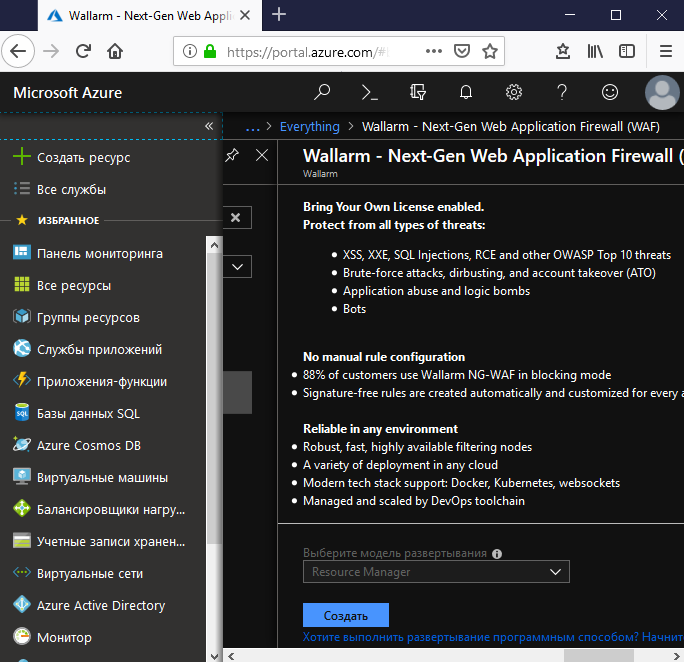 Wallarm - Next-Gen Web Appli
https://portal.azure.com/#
Microsoft Azure
... > Everything > Wallarm - Next-Gen Web Application Firewall (WAF)
Создать ресурс
Все службы
ИЗБРАННОЕ
Панель мониторинга
Все ресурсы
Группы ресурсов
Службы приложений
Приложения-функции
Базы данных SQL
Azure Cosmos DB
Виртуальные машины
Балансировщики нагру...
Учетные записи хранен...
Виртуальные сети
Azure Active Directory
Монитор
Wallarm - Next-Gen Web Application Firewall (
Wallarm
Bring Your Own License enabled.
Protect from all types of threats:
• XSS, XXE, SQL Injections, RCE and other OWASP Top 10 threats
• Brute-force attacks, dirbusting, and account takeover (ATO)
• Application abuse and logic bombs
• Bots
No manual rule configuration
• 88% of customers use Wallarm NG-WAF in blocking mode
• Signature-free rules are created automatically and customized for every a
Reliable in any environment
• Robust, fast, highly available filtering nodes
• A variety of deployment in any cloud
• Modern tech stack support: Docker, Kubernetes, websockets
• Managed and scaled by DevOps toolchain
Выберите модель развертывания
Resource Manager
Создать
Хотите выполнить развертывание программным способом? Начнит